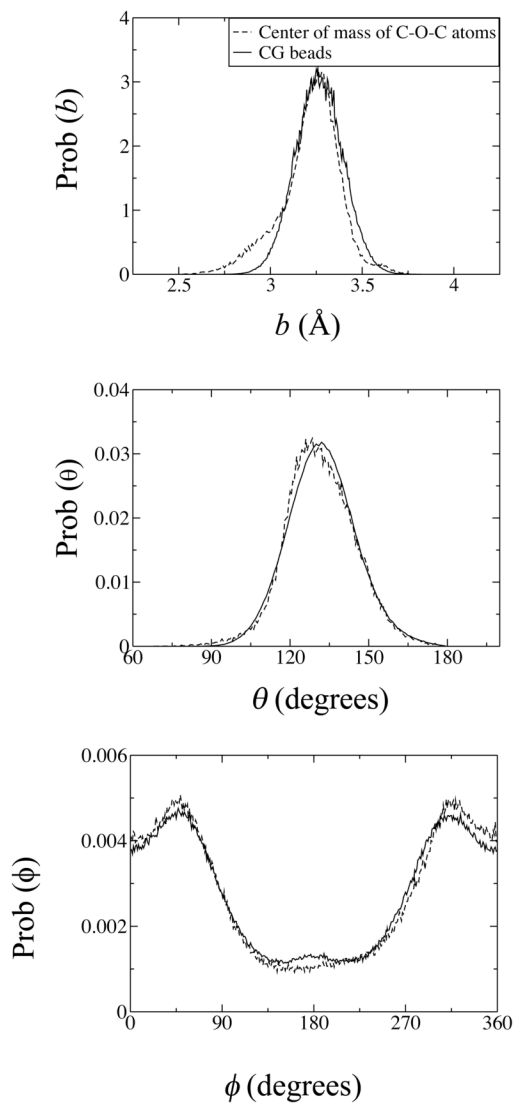 4
Center of mass of C-O-C atoms
CG beads
3
Prob (b)
2
1
0
2.5 3 3.5 4
b (Å)
0.04
0.03
Prob (θ)
0.02
0.01
0
60 90 120 150 180
θ (degrees)
0.006
0.004
Prob (ϕ)
0.002
0
0 90 180 270 360
ϕ (degrees)